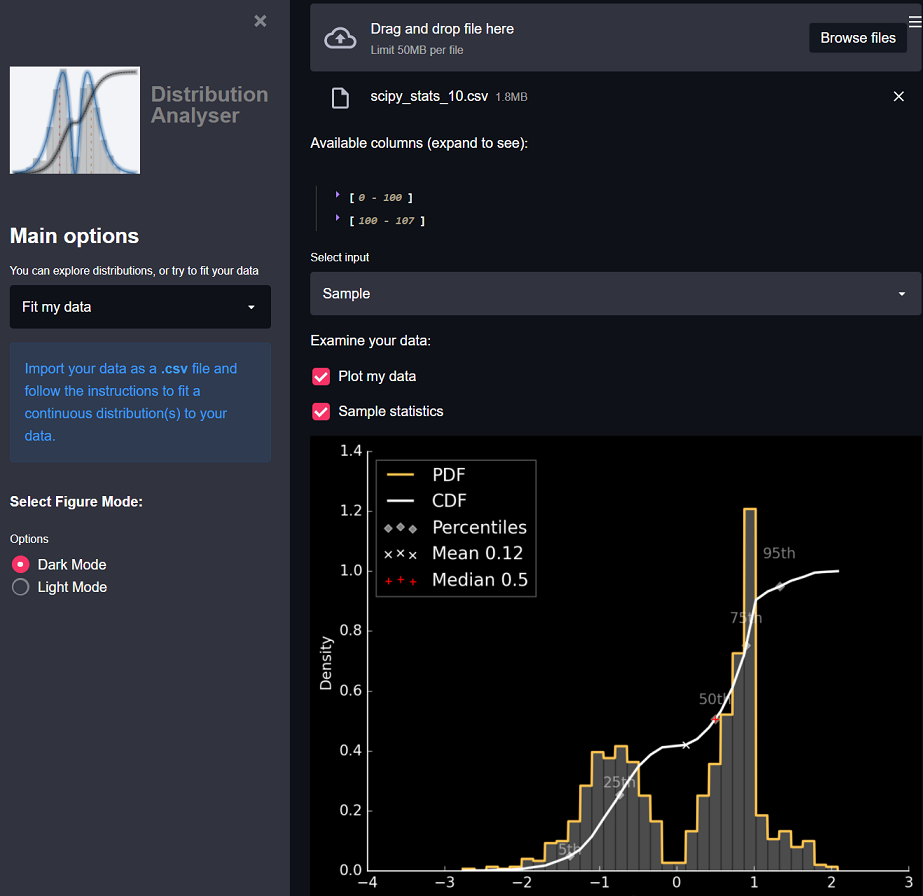 Distribution
Analyser
Main options
You can explore distributions, or try to fit your data
Fit my data
Import your data as a .csv file and
follow the instructions to fit a
continuous distribution(s) to your
data.
Select Figure Mode:
Options
Dark Mode
Light Mode
Drag and drop file here
Limit 50MB per file
Browse files
scipy_stats_10.csv 1.8MB
Available columns (expand to see):
[ 0 - 100 ]
[ 100 - 107 ]
Select input
Sample
Examine your data:
Plot my data
Sample statistics
PDF
CDF
Percentiles
Mean 0.12
Median 0.5
1.4
1.2
1.0
0.8
0.6
0.4
0.2
0.0
Density
95th
75th
50th
25th
5th
−4 −3 −2 −1 0 1 2 3